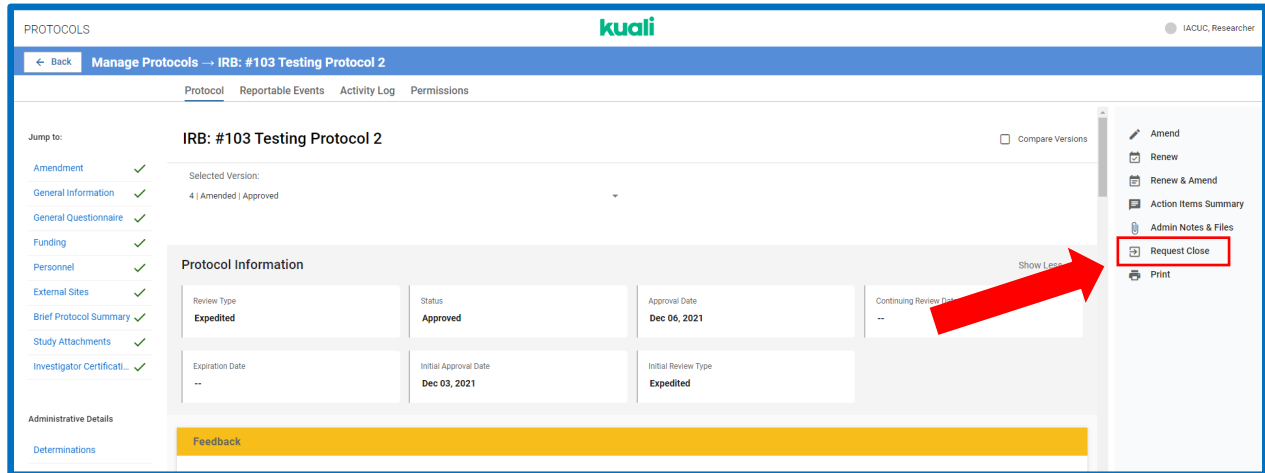 PROTOCOLS
kuali
IACUC, Researcher
← Back
Manage Protocols → IRB: #103 Testing Protocol 2
Protocol Reportable Events Activity Log Permissions
Jump to:
Amendment
General Information
General Questionnaire
Funding
Personnel
External Sites
Brief Protocol Summary
Study Attachments
Investigator Certificati...
Administrative Details
Determinations
IRB: #103 Testing Protocol 2
Compare Versions
Selected Version:
4 | Amended | Approved
Protocol Information
Show Less
Review Type
Expedited
Status
Approved
Approval Date
Dec 06, 2021
Continuing Review
--
Expiration Date
--
Initial Approval Date
Dec 03, 2021
Initial Review Type
Expedited
Feedback
Amend
Renew
Renew & Amend
Action Items Summary
Admin Notes & Files
Request Close
Print